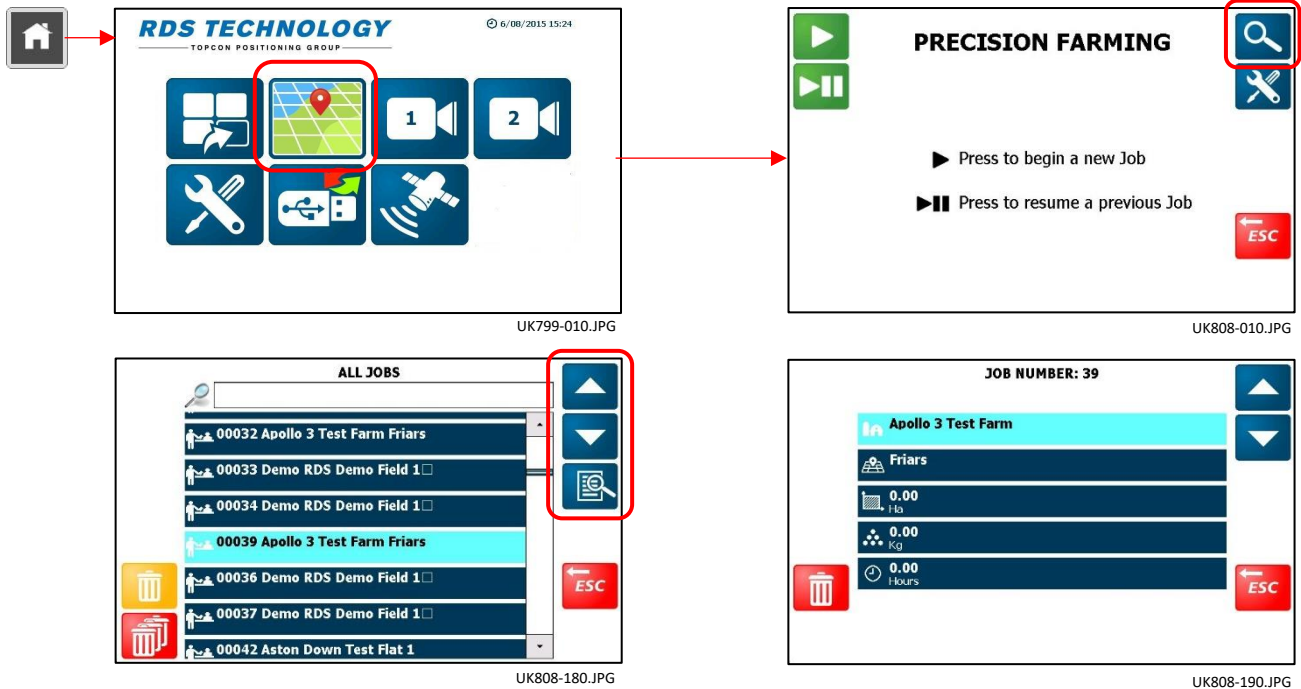 RDS TECHNOLOGY
TOPCON POSITIONING GROUP
6/08/2015 15:24
1
2
UK799-010.JPG
PRECISION FARMING
Press to begin a new Job
Press to resume a previous Job
ESC
UK808-010.JPG
ALL JOBS
00032 Apollo 3 Test Farm Friars
00033 Demo RDS Demo Field 1□
00034 Demo RDS Demo Field 1□
00039 Apollo 3 Test Farm Friars
00036 Demo RDS Demo Field 1□
00037 Demo RDS Demo Field 1□
00042 Aston Down Test Flat 1
ESC
UK808-180.JPG
JOB NUMBER: 39
Apollo 3 Test Farm
Friars
0.00
Ha
0.00
Kg
0.00
Hours
ESC
UK808-190.JPG